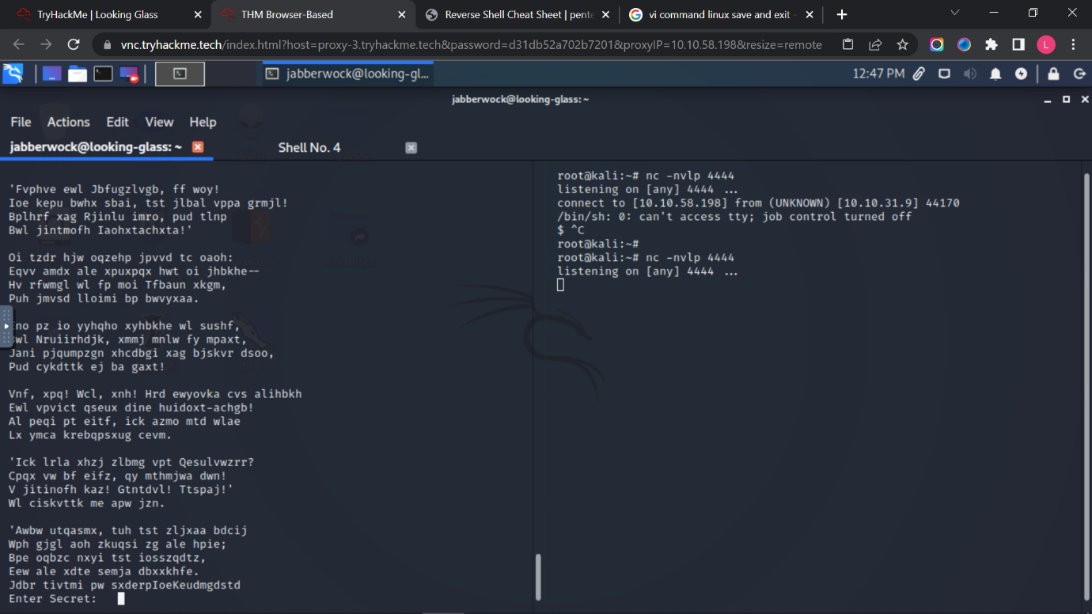 TryHackMe | Looking Glass
THM Browser-Based
Reverse Shell Cheat Sheet | pente
vi command linux save and exit -
vnc.tryhackme.tech/index.html?host=proxy-3.tryhackme.tech&password=d31db52a702b7201&proxyIP=10.10.58.198&resize=remote
L
jabberwock@looking-gl...
12:47 PM
jabberwock@looking-glass: ~
File Actions Edit View Help
jabberwock@looking-glass: ~
Shell No. 4
'Fvphve ewl Jbfugzlvgb, ff woy!
Ioe kepu bwhx sbai, tst jlbal vppa grmjl!
Bplhrf xag Rjinlu imro, pud tlnp
Bwl jintmofh Iaohxtachxta!'
Oi tzdr hjw oqzehp jpvvd tc oaoh:
Eqvv amdx ale xpuxpqx hwt oi jhbkhe--
Hv rfwmgl wl fp moi Tfbaun xkgm,
Puh jmvsd lloimi bp bwvyxaa.
no pz io yyhqho xyhbkhe wl sushf,
wl Nruiirhdjk, xmmj mnlw fy mpaxt,
Jani pjqumpzgn xhcdbgi xag bjskvr dsoo,
Pud cykdttk ej ba gaxt!
Vnf, xpq! Wcl, xnh! Hrd ewyovka cvs alihbkh
Ewl vpvict qseux dine huidoxt-achgb!
Al peqi pt eitf, ick azmo mtd wlae
Lx ymca krebqpsxug cevm.
'Ick lrla xhzj zlbmg vpt Qesulvwzrr?
Cpqx vw bf eifz, qy mthmjwa dwn!
V jitinofh kaz! Gtntdvl! Ttspaj!'
Wl ciskvttk me apw jzn.
'Awbw utqasmx, tuh tst zljxaa bdcij
Wph gjgl aoh zkuqsi zg ale hpie;
Bpe oqbzc nxyi tst iosszqdtz,
Eew ale xdte semja dbxxkhfe.
Jdbr tivtmi pw sxderpIoeKeudmgdstd
Enter Secret:
root@kali:~# nc -nvlp 4444
listening on [any] 4444 ...
connect to [10.10.58.198] from (UNKNOWN) [10.10.31.9] 44170
/bin/sh: 0: can't access tty; job control turned off
$ ^C
root@kali:~#
root@kali:~# nc -nvlp 4444
listening on [any] 4444 ...